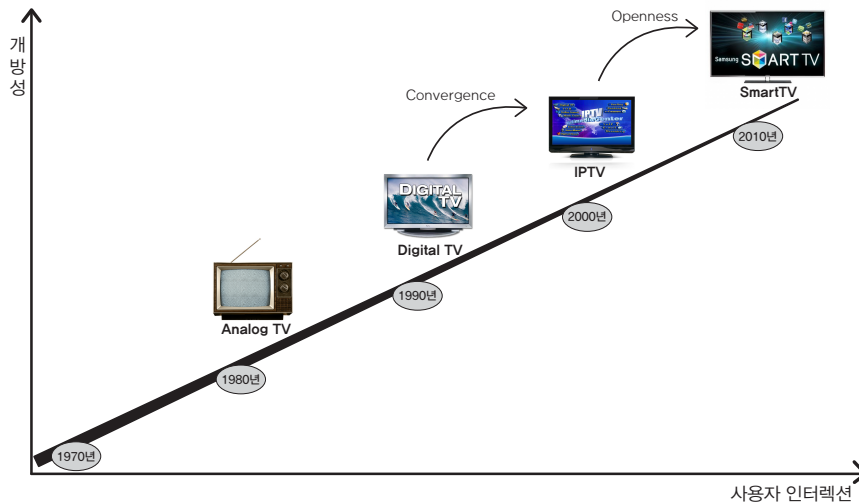 Openness
개방성
Samsung SMART TV
SmartTV
Convergence
2010년
IPTV
MediaCenter
IPTV
DIGITAL TV
2000년
Digital TV
1990년
Analog TV
1980년
1970년
사용자 인터렉션